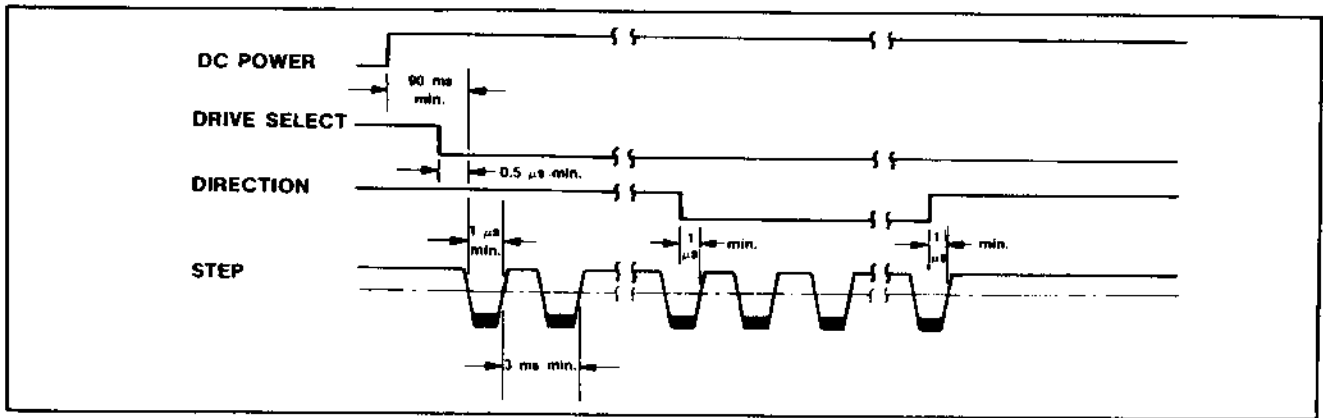 DC POWER
90 ms
min.
DRIVE SELECT
0.5 μs min.
DIRECTION
1 μs
min.
1
μs
min.
1
μs
min.
STEP
3 ms min.